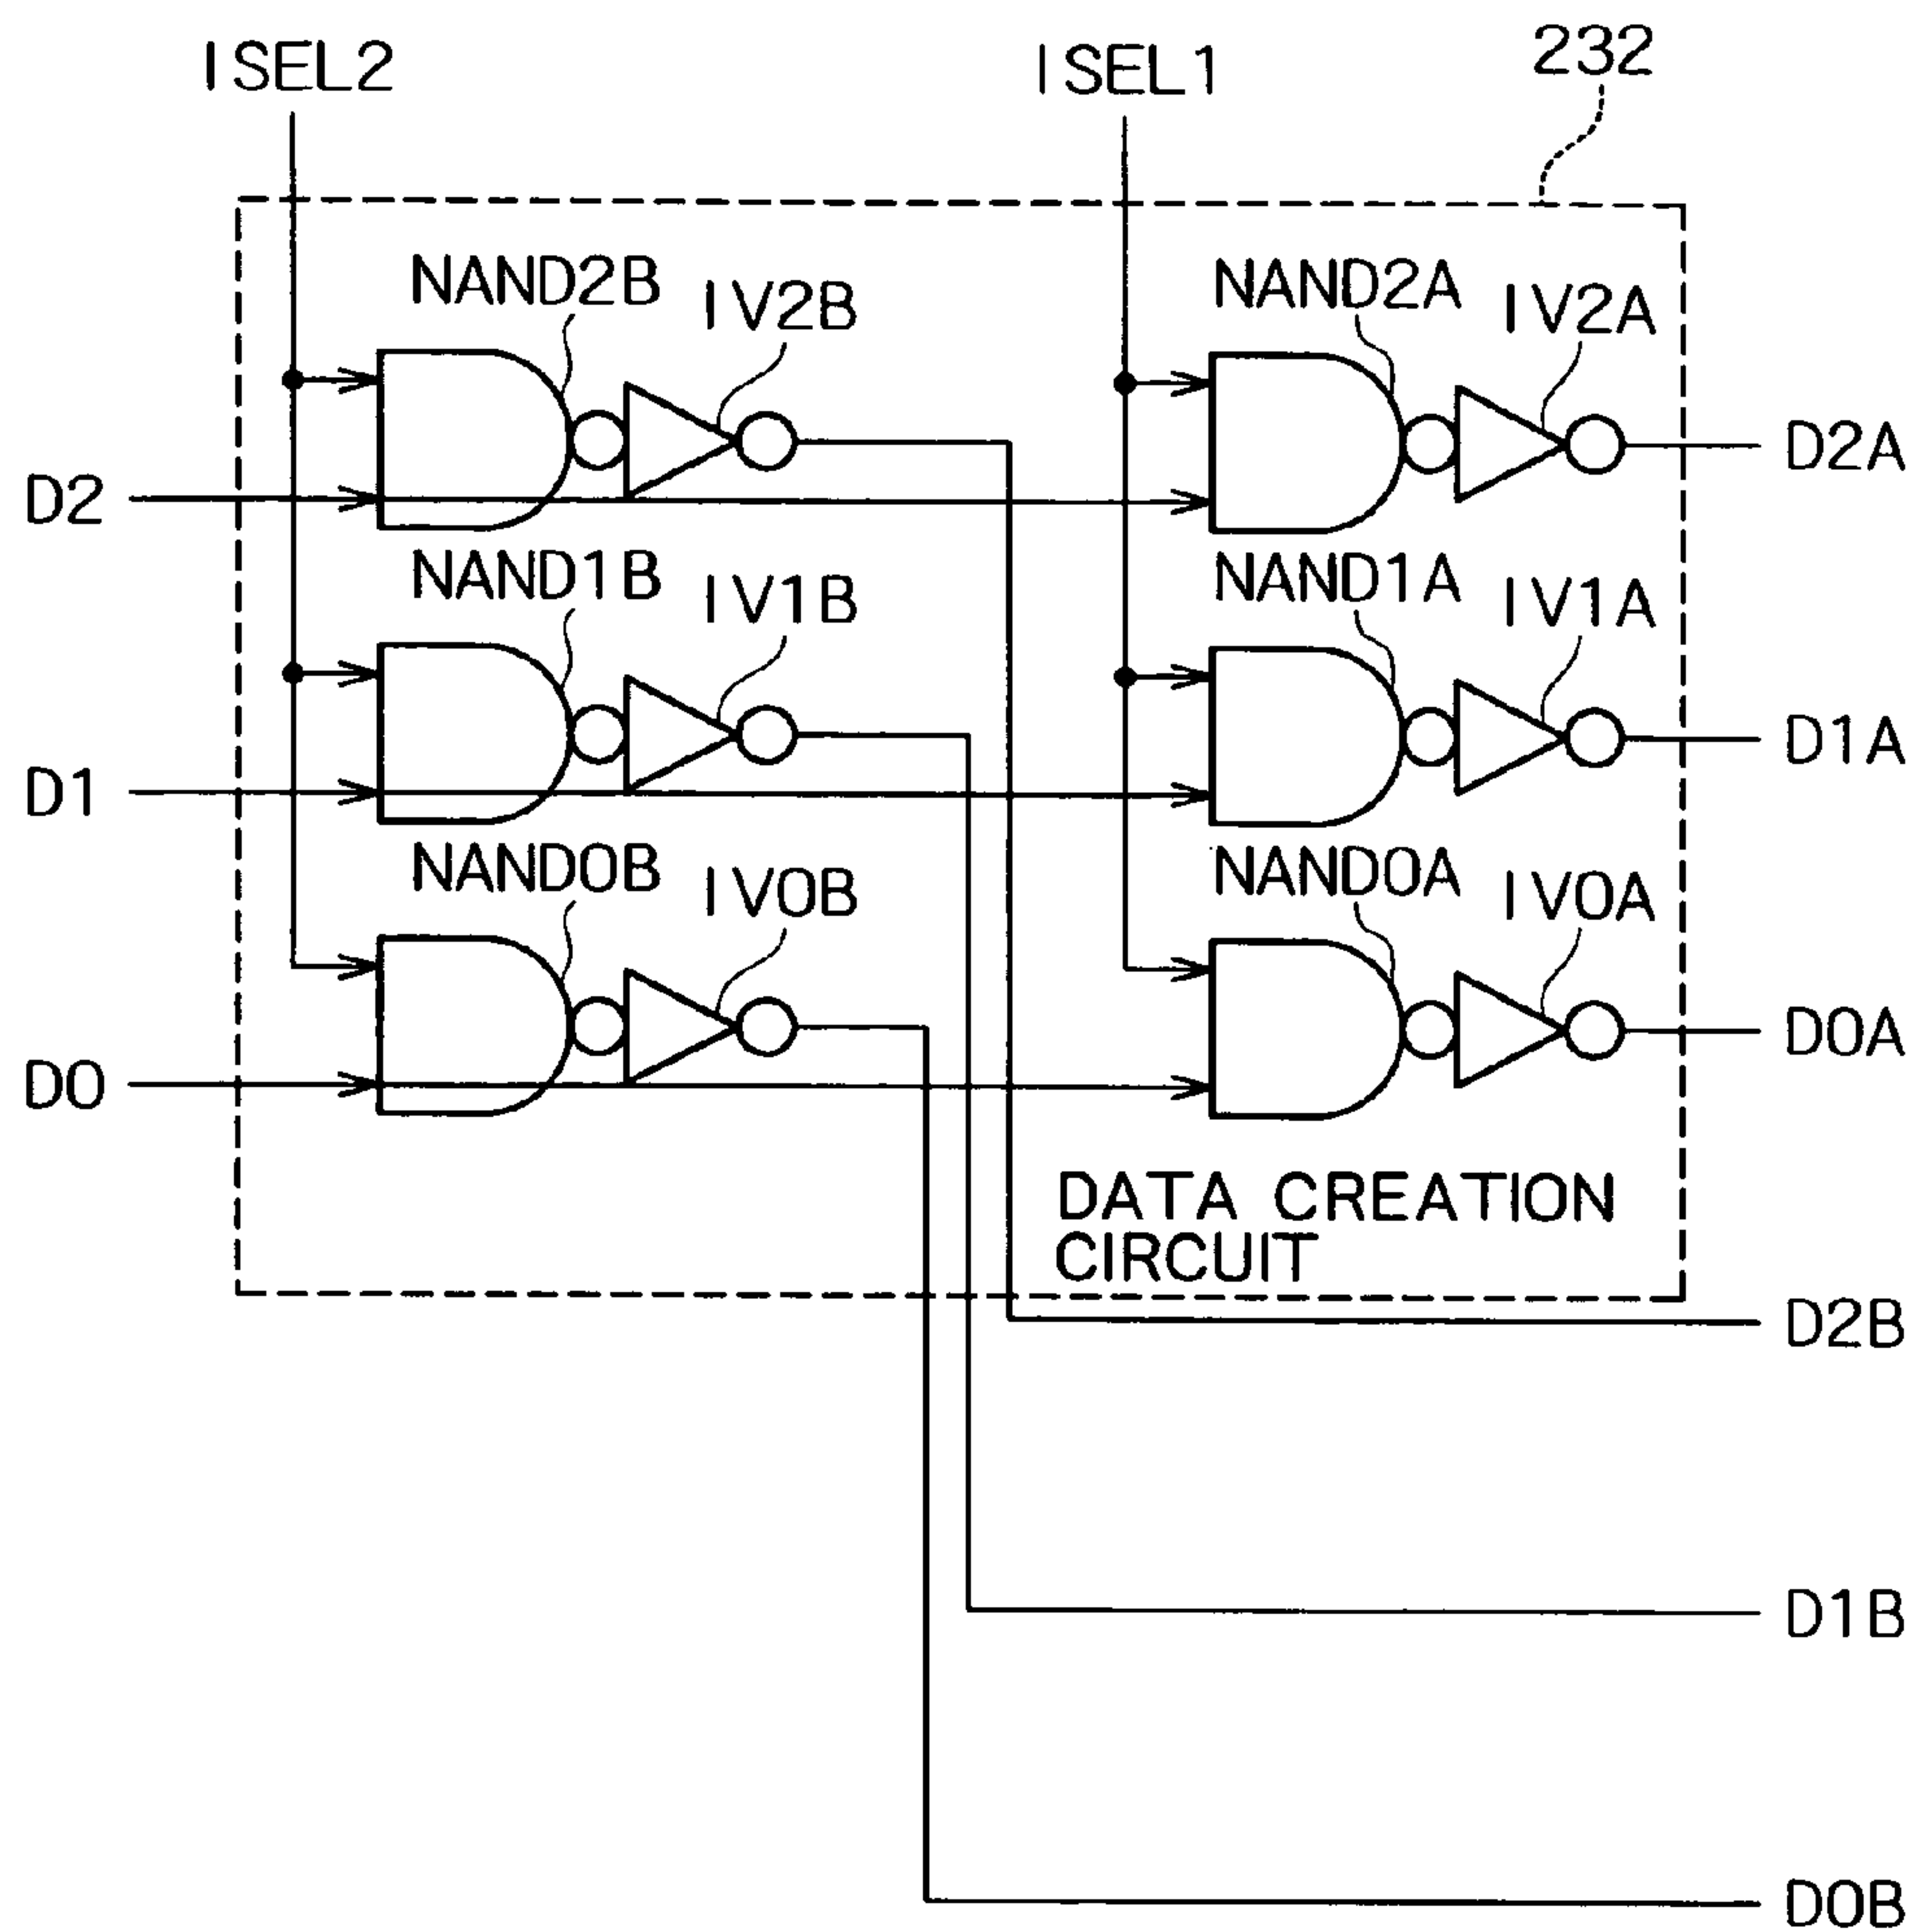 ISEL2
ISEL1
232
NAND2B
IV2B
NAND2A
IV2A
D2
D2A
NAND1B
IV1B
NAND1A
IV1A
D1
D1A
NAND0B
IV0B
NAND0A
IV0A
D0
D0A
DATA CREATION
CIRCUIT
D2B
D1B
D0B